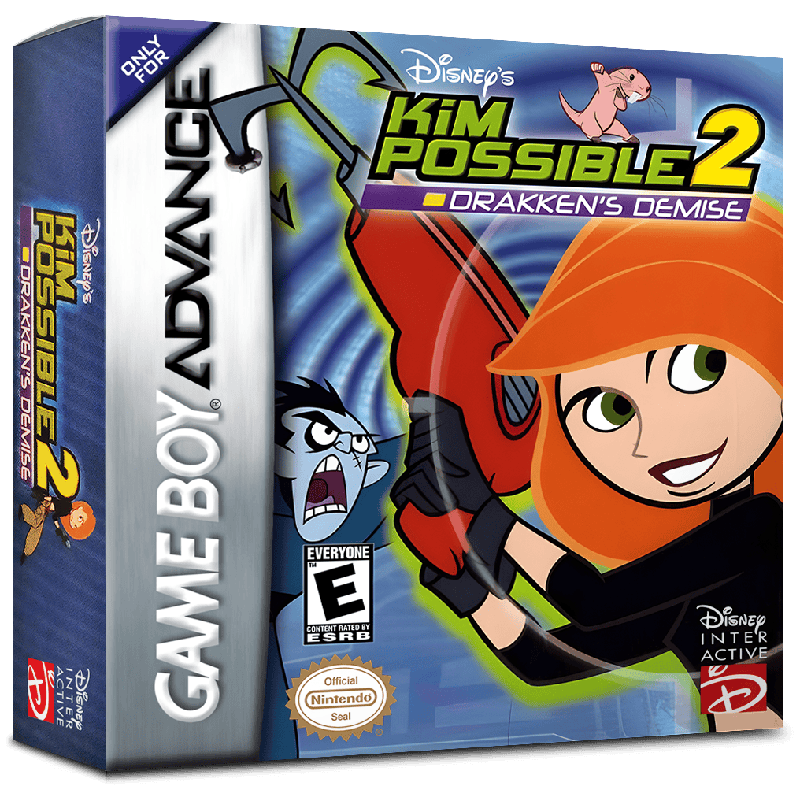 ONLY
FOR
GAME BOY ADVANCE
DISNEY'S
KIM
POSSIBLE 2
DRAKKEN'S DEMISE
EVERYONE
E
CONTENT RATED BY
ESRB
Official
Nintendo
Seal
DISNEY
INTER
ACTIVE
D
DISNEY'S
KIM
POSSIBLE 2
DRAKKEN'S DEMISE
DISNEY
INTER
ACTIVE
D